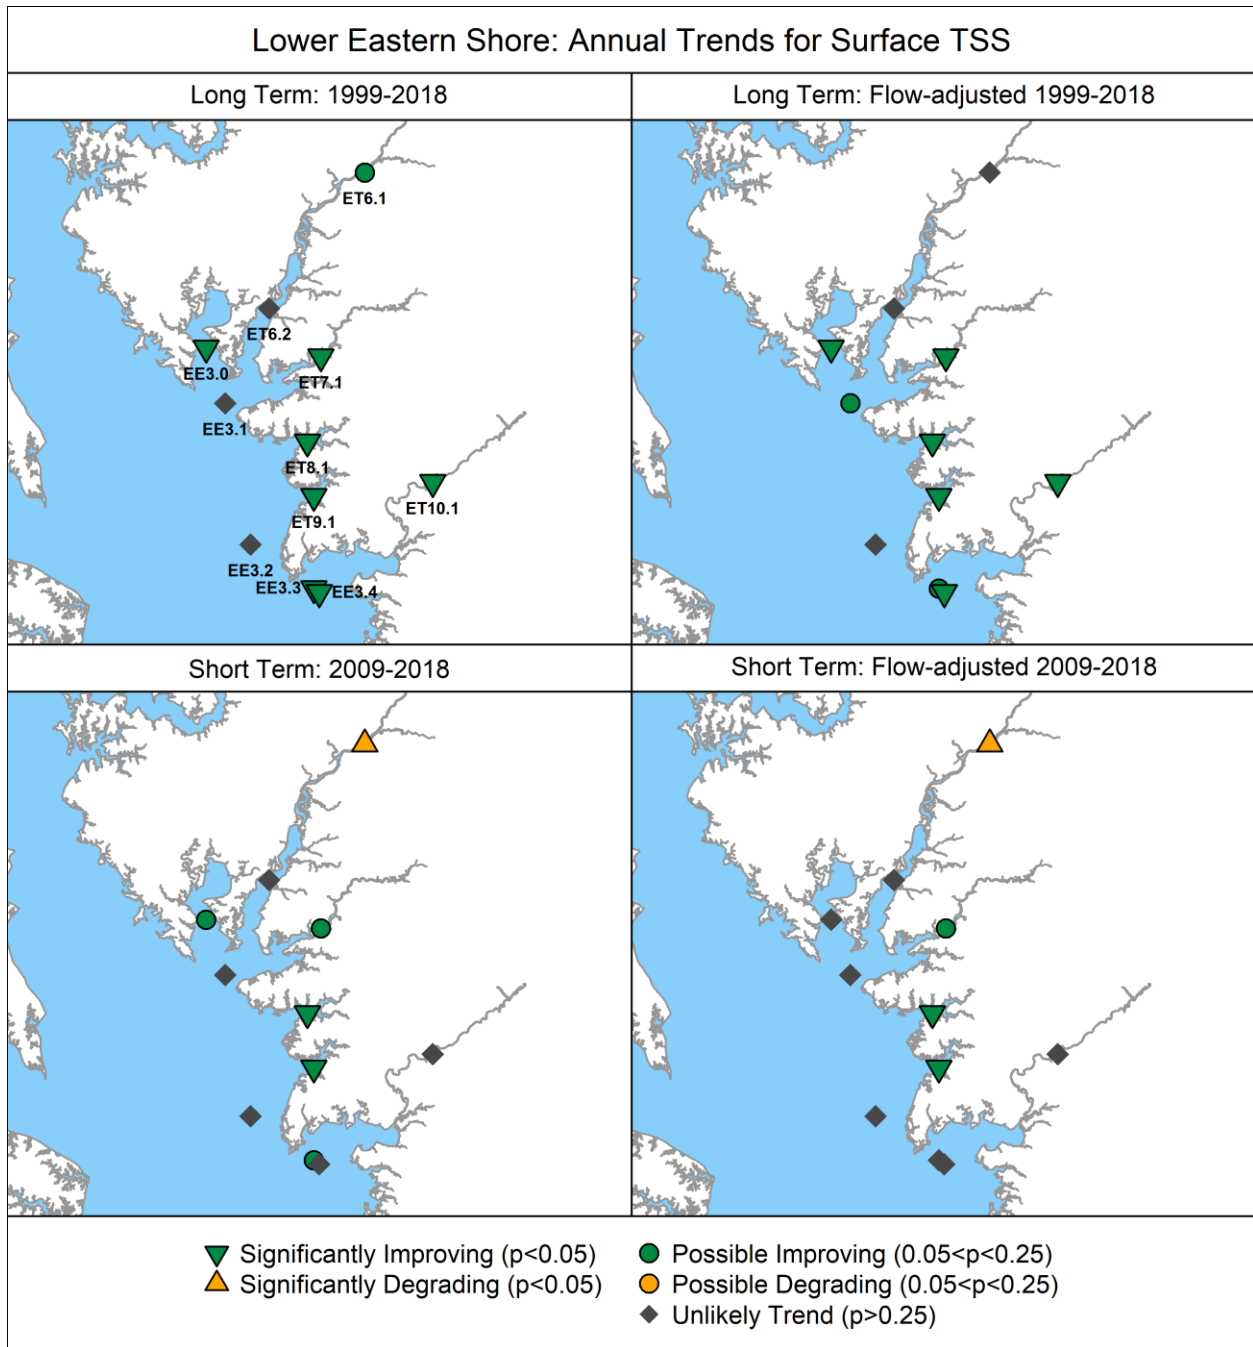 Lower Eastern Shore: Annual Trends for Surface TSS
Long Term: 1999-2018
Long Term: Flow-adjusted 1999-2018
ET6.1
ET6.2
EE3.0
ET7.1
EE3.1
ET8.1
ET9.1
ET10.1
EE3.2
EE3.3
EE3.4
Short Term: 2009-2018
Short Term: Flow-adjusted 2009-2018
Significantly Improving (p<0.05)
Significantly Degrading (p<0.05)
Possible Improving (0.05<p<0.25)
Possible Degrading (0.05<p<0.25)
Unlikely Trend (p>0.25)